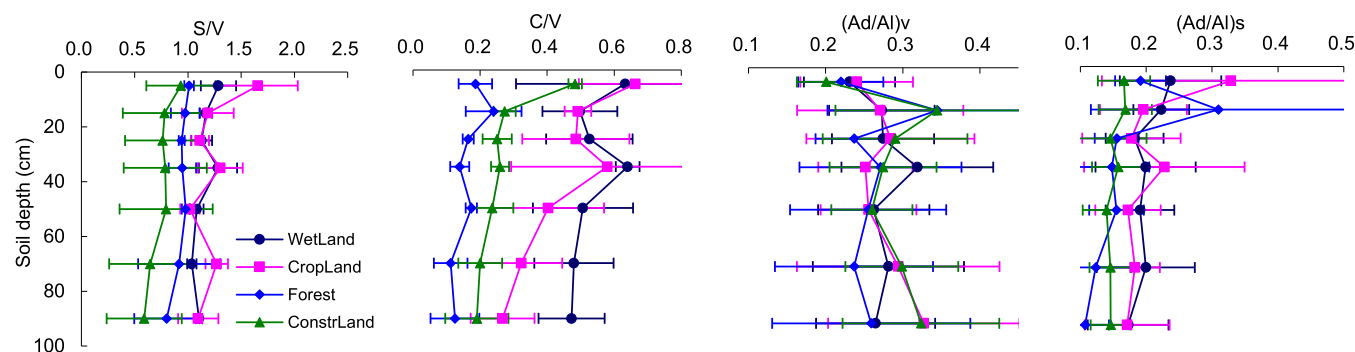 S/V
0.0 0.5 1.0 1.5 2.0 2.5
C/V
0.0 0.2 0.4 0.6 0.8
(Ad/Al)v
0.1 0.2 0.3 0.4
(Ad/Al)s
0.1 0.2 0.3 0.4 0.5
Soil depth (cm)
0
20
40
60
80
100
WetLand
CropLand
Forest
ConstrLand